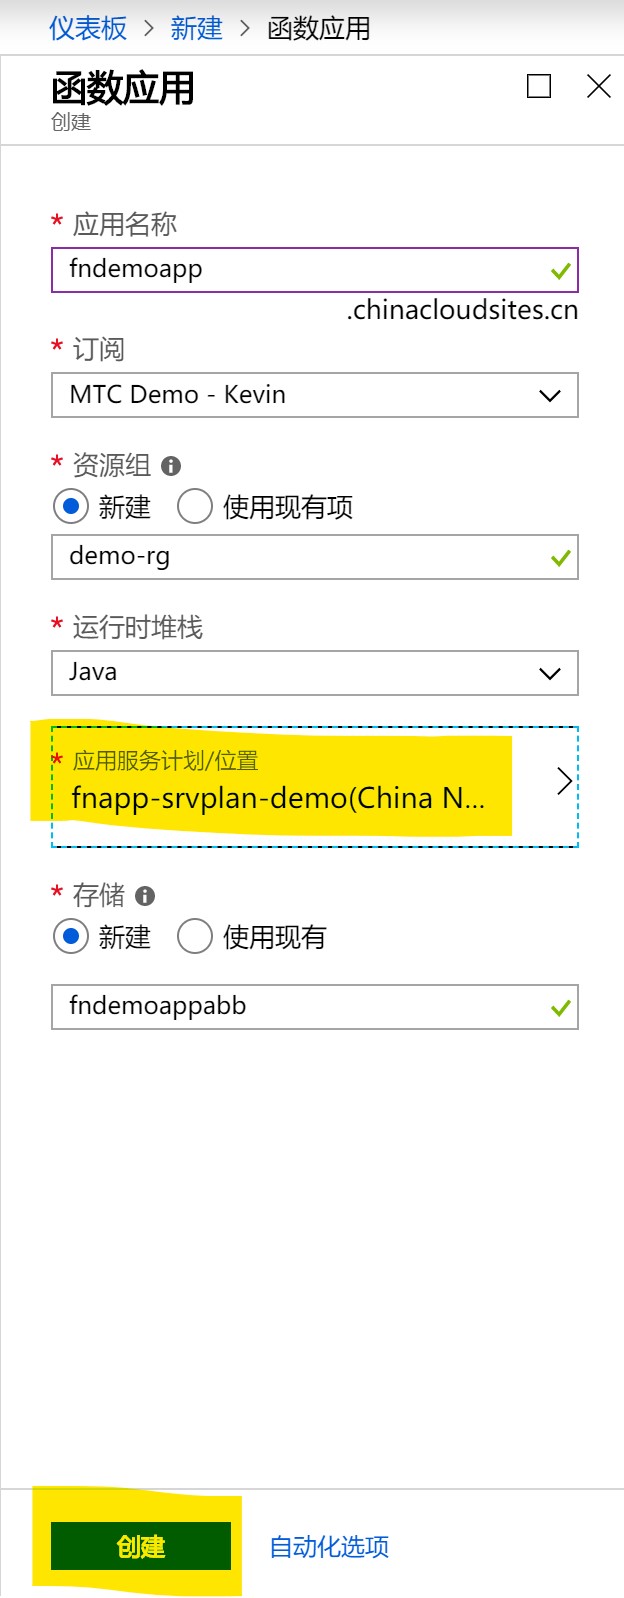 仪表板 > 新建 > 函数应用
函数应用
创建
* 应用名称
fndemoapp
.chinacloudsites.cn
* 订阅
MTC Demo - Kevin
* 资源组
新建 使用现有项
demo-rg
* 运行时堆栈
Java
* 应用服务计划/位置
fnapp-srvplan-demo(China N...
* 存储
新建 使用现有
fndemoappabb
创建 自动化选项